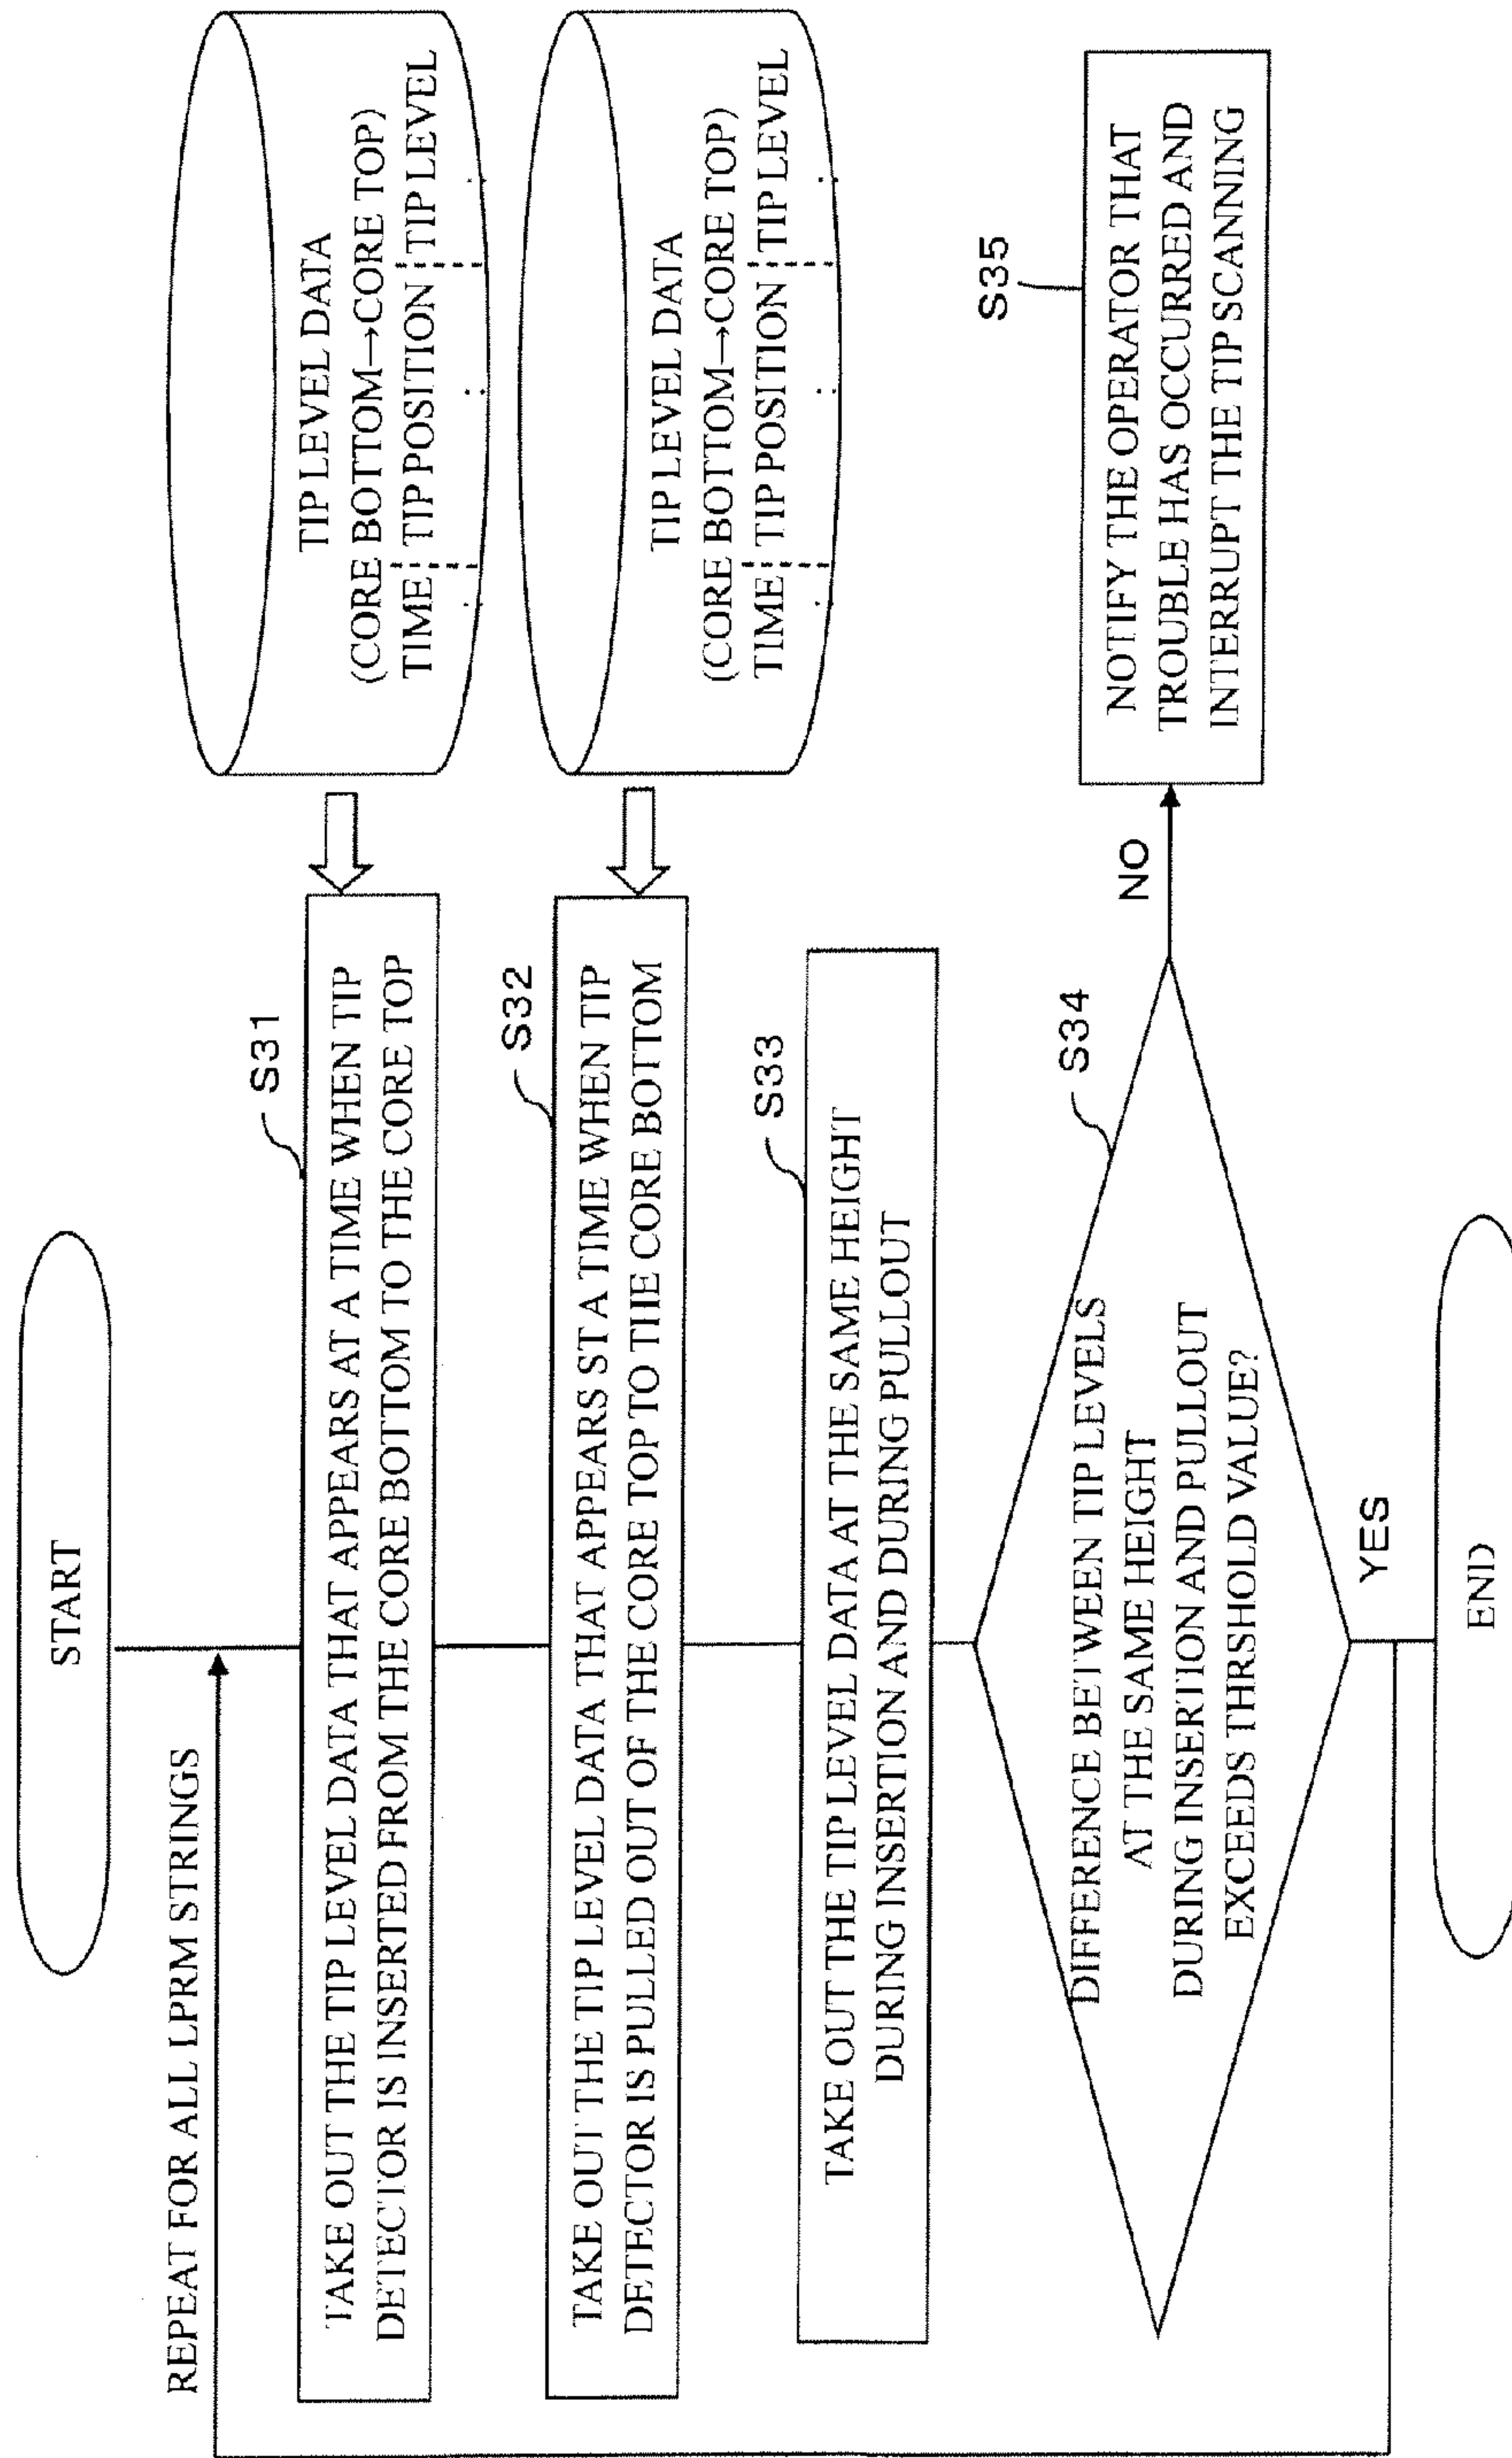 START
REPEAT FOR ALL LPRM STRINGS
S31
TAKE OUT THE TIP LEVEL DATA THAT APPEARS AT A TIME WHEN TIP
DETECTOR IS INSERTED FROM THE CORE BOTTOM TO THE CORE TOP
TIP LEVEL DATA
(CORE BOTTOM→CORE TOP)
TIME TIP POSITION TIP LEVEL
S32
TAKE OUT THE TIP LEVEL DATA THAT APPEARS ST A TIME WHEN TIP
DETECTOR IS PULLED OUT OF THE CORE TOP TO THE CORE BOTTOM
TIP LEVEL DATA
(CORE BOTTOM→CORE TOP)
TIME TIP POSITION TIP LEVEL
S33
TAKE OUT THE TIP LEVEL DATA AT THE SAME HEIGHT
DURING INSERTION AND DURING PULLOUT
S34
DIFFERENCE BETWEEN TIP LEVELS
AT THE SAME HEIGHT
DURING INSERTION AND PULLOUT
EXCEEDS THRSHOLD VALUE?
NO
S35
NOTIFY THE OPERATOR THAT
TROUBLE HAS OCCURRED AND
INTERRUPT THE TIP SCANNING
YES
END